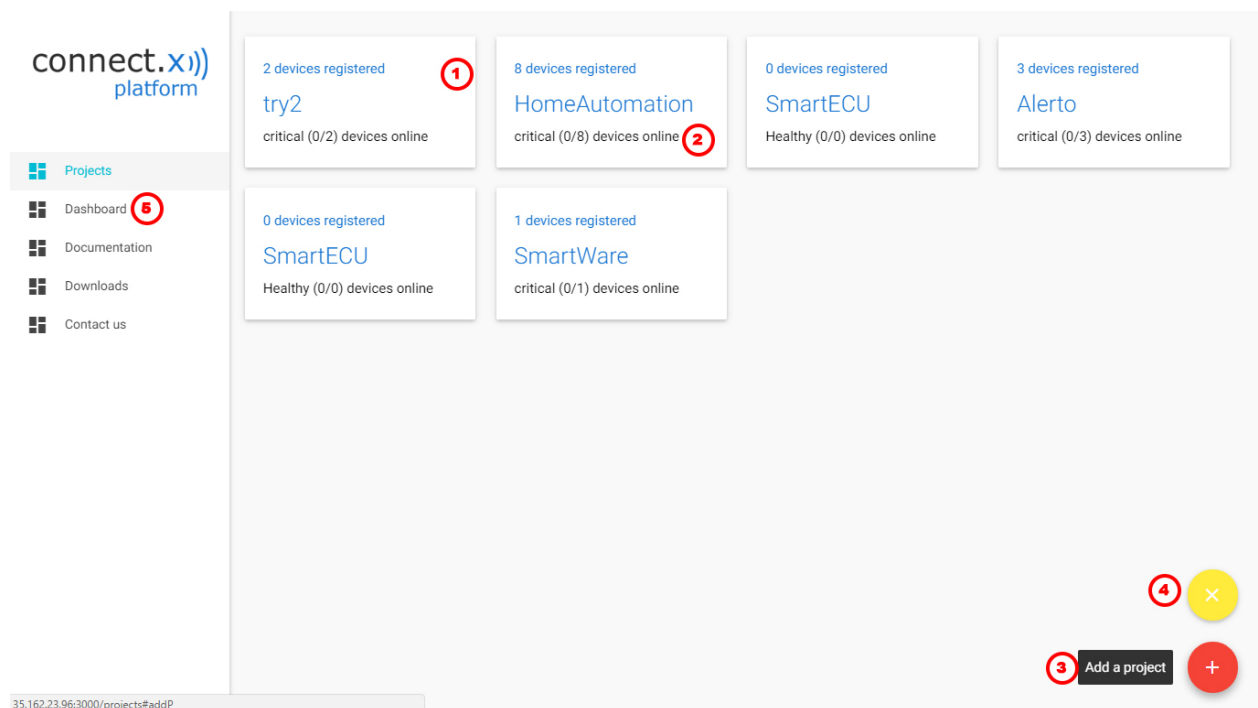 connect.x
platform
Projects
Dashboard 5
Documentation
Downloads
Contact us
2 devices registered 1
try2
critical (0/2) devices online
8 devices registered
HomeAutomation
critical (0/8) devices online 2
0 devices registered
SmartECU
Healthy (0/0) devices online
3 devices registered
Alerto
critical (0/3) devices online
0 devices registered
SmartECU
Healthy (0/0) devices online
1 devices registered
SmartWare
critical (0/1) devices online
4 ×
3 Add a project +
35.162.23.96:3000/projects#addP